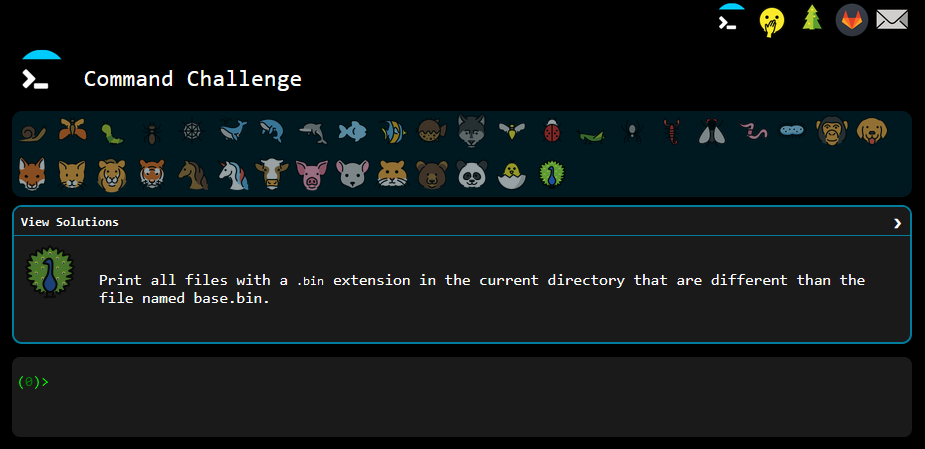 Command Challenge
View Solutions
Print all files with a .bin extension in the current directory that are different than the
file named base.bin.
(0)>